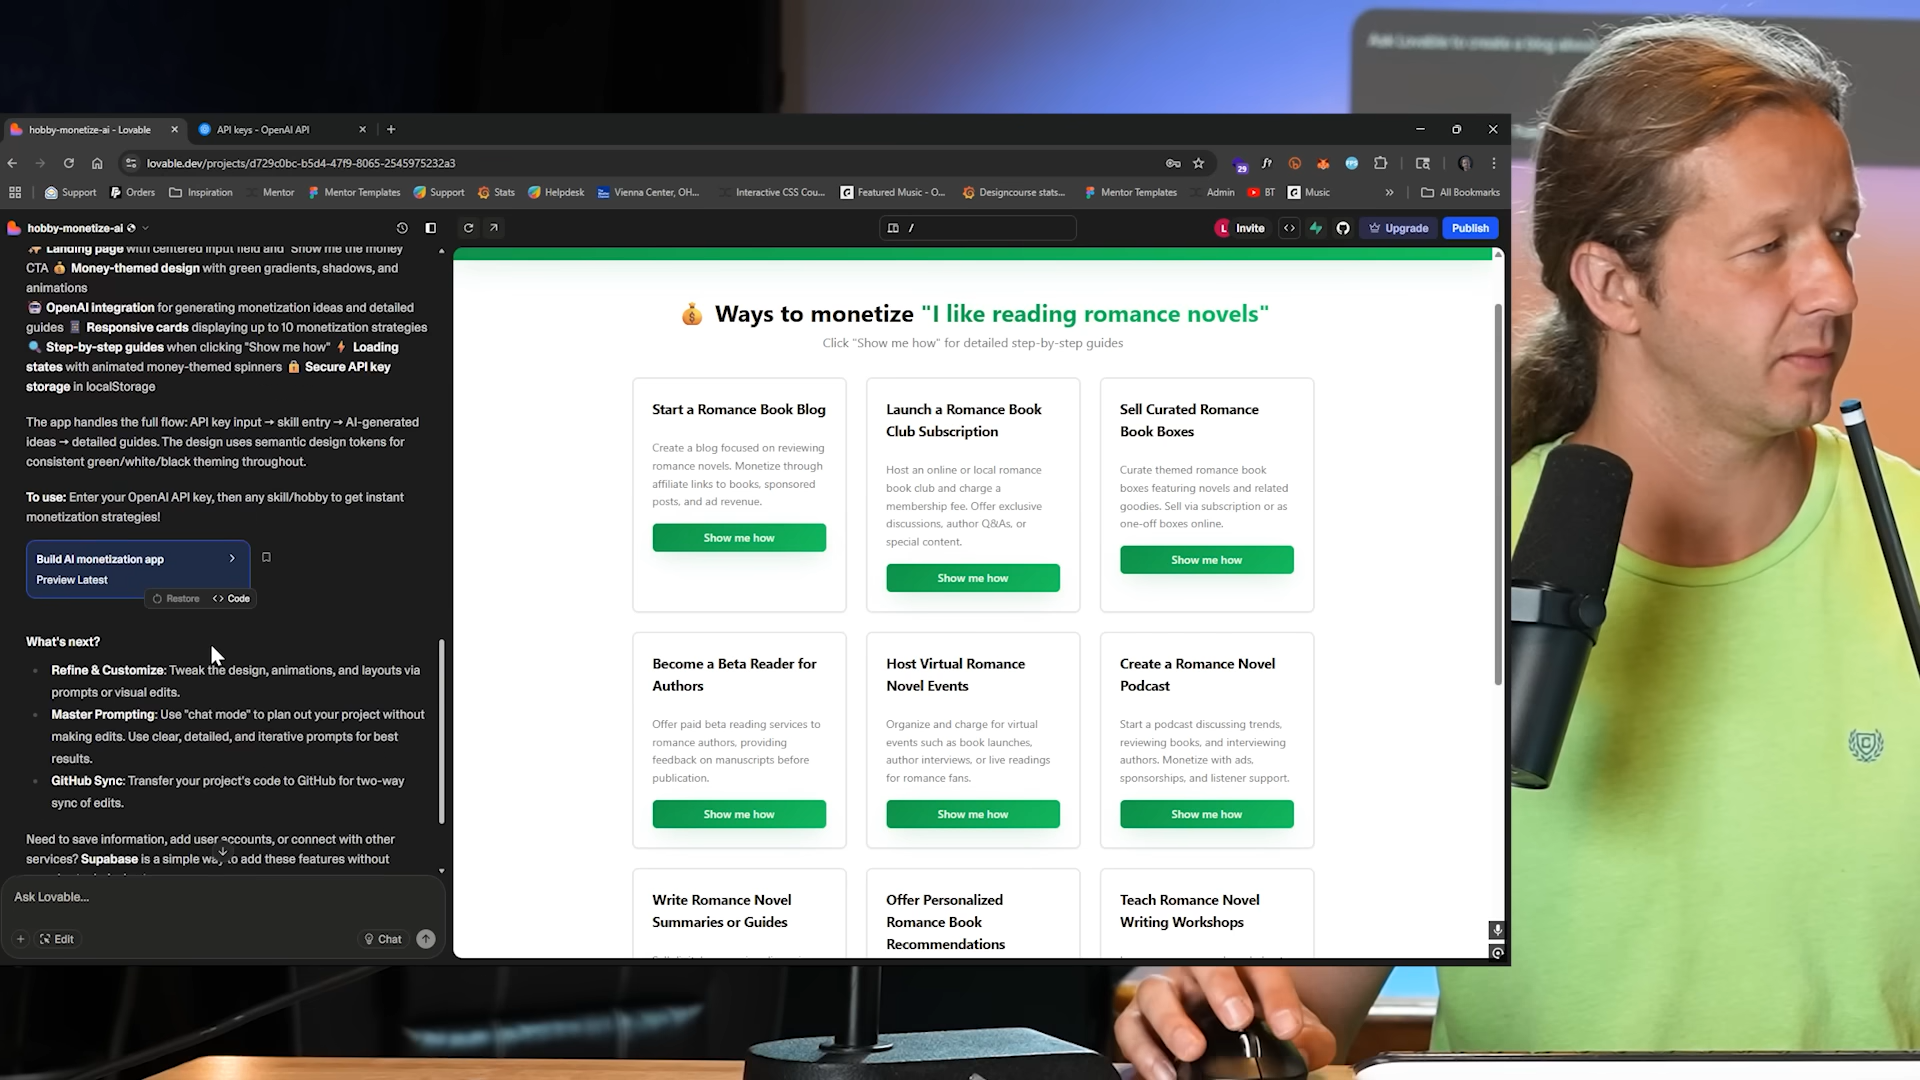 Ask Lovable to create a blog about
hobby-monetize-ai - Lovable
API keys - OpenAI API
lovable.dev/projects/d729c0bc-b5d4-47f9-8065-2545975232a3
Support
Orders
Inspiration
Mentor
Mentor Templates
Support
Stats
Helpdesk
Vienna Center, OH...
Interactive CSS Cou...
Featured Music - O...
Designcourse stats...
Mentor Templates
Admin
BT
Music
»
All Bookmarks
29
f?
FPS
hobby-monetize-ai
/
L
Invite
Upgrade
Publish
Landing page with centered input field and "Show me the money
CTA 💰 Money-themed design with green gradients, shadows, and
animations
🤖 OpenAI integration for generating monetization ideas and detailed
guides 📱 Responsive cards displaying up to 10 monetization strategies
🔍 Step-by-step guides when clicking "Show me how" ⚡ Loading
states with animated money-themed spinners 🔒 Secure API key
storage in localStorage
The app handles the full flow: API key input → skill entry → AI-generated
ideas → detailed guides. The design uses semantic design tokens for
consistent green/white/black theming throughout.
To use: Enter your OpenAI API key, then any skill/hobby to get instant
monetization strategies!
Build AI monetization app
Preview Latest
Restore
Code
What's next?
Refine & Customize: Tweak the design, animations, and layouts via
prompts or visual edits.
Master Prompting: Use "chat mode" to plan out your project without
making edits. Use clear, detailed, and iterative prompts for best
results.
GitHub Sync: Transfer your project's code to GitHub for two-way
sync of edits.
Need to save information, add user accounts, or connect with other
services? Supabase is a simple way to add these features without
Ask Lovable...
Edit
Chat
💰 Ways to monetize "I like reading romance novels"
Click "Show me how" for detailed step-by-step guides
Start a Romance Book Blog
Create a blog focused on reviewing
romance novels. Monetize through
affiliate links to books, sponsored
posts, and ad revenue.
Show me how
Launch a Romance Book
Club Subscription
Host an online or local romance
book club and charge a
membership fee. Offer exclusive
discussions, author Q&As, or
special content.
Show me how
Sell Curated Romance
Book Boxes
Curate themed romance book
boxes featuring novels and related
goodies. Sell via subscription or as
one-off boxes online.
Show me how
Become a Beta Reader for
Authors
Offer paid beta reading services to
romance authors, providing
feedback on manuscripts before
publication.
Show me how
Host Virtual Romance
Novel Events
Organize and charge for virtual
events such as book launches,
author interviews, or live readings
for romance fans.
Show me how
Create a Romance Novel
Podcast
Start a podcast discussing trends,
reviewing books, and interviewing
authors. Monetize with ads,
sponsorships, and listener support.
Show me how
Write Romance Novel
Summaries or Guides
Offer Personalized
Romance Book
Recommendations
Teach Romance Novel
Writing Workshops
C